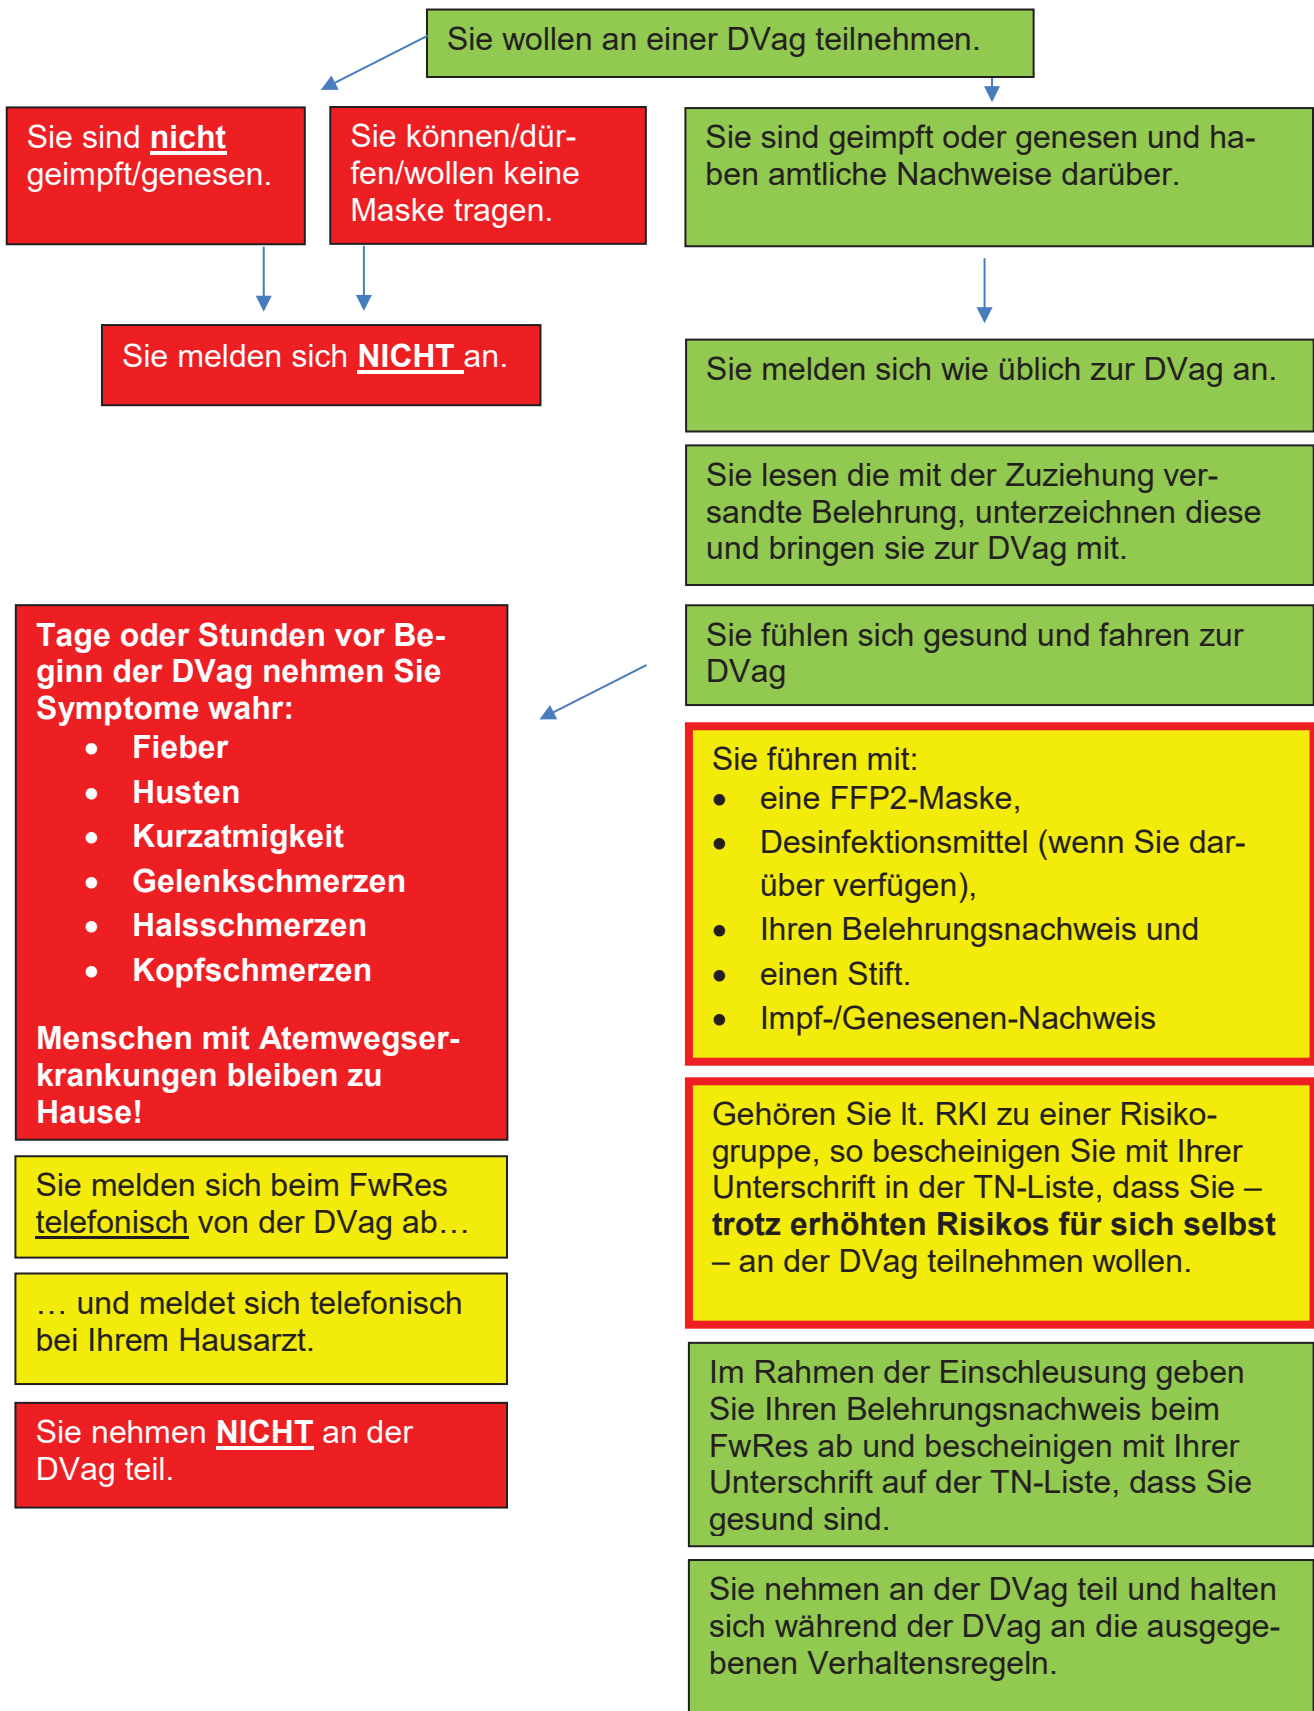 Sie wollen an einer DVag teilnehmen.
Sie sind nicht
geimpft/genesen.
Sie können/dür-
fen/wollen keine
Maske tragen.
Sie sind geimpft oder genesen und ha-
ben amtliche Nachweise darüber.
Sie melden sich NICHT an.
Sie melden sich wie üblich zur DVag an.
Sie lesen die mit der Zuziehung ver-
sandte Belehrung, unterzeichnen diese
und bringen sie zur DVag mit.
Tage oder Stunden vor Be-
ginn der DVag nehmen Sie
Symptome wahr:
• Fieber
• Husten
• Kurzatmigkeit
• Gelenkschmerzen
• Halsschmerzen
• Kopfschmerzen
Menschen mit Atemwegser-
krankungen bleiben zu
Hause!
Sie melden sich beim FwRes
telefonisch von der DVag ab…
… und meldet sich telefonisch
bei Ihrem Hausarzt.
Sie nehmen NICHT an der
DVag teil.
Sie fühlen sich gesund und fahren zur
DVag
Sie führen mit:
• eine FFP2-Maske,
• Desinfektionsmittel (wenn Sie dar-
über verfügen),
• Ihren Belehrungsnachweis und
• einen Stift.
• Impf-/Genesenen-Nachweis
Gehören Sie lt. RKI zu einer Risiko-
gruppe, so bescheinigen Sie mit Ihrer
Unterschrift in der TN-Liste, dass Sie –
trotz erhöhten Risikos für sich selbst
– an der DVag teilnehmen wollen.
Im Rahmen der Einschleusung geben
Sie Ihren Belehrungsnachweis beim
FwRes ab und bescheinigen mit Ihrer
Unterschrift auf der TN-Liste, dass Sie
gesund sind.
Sie nehmen an der DVag teil und halten
sich während der DVag an die ausgege-
benen Verhaltensregeln.